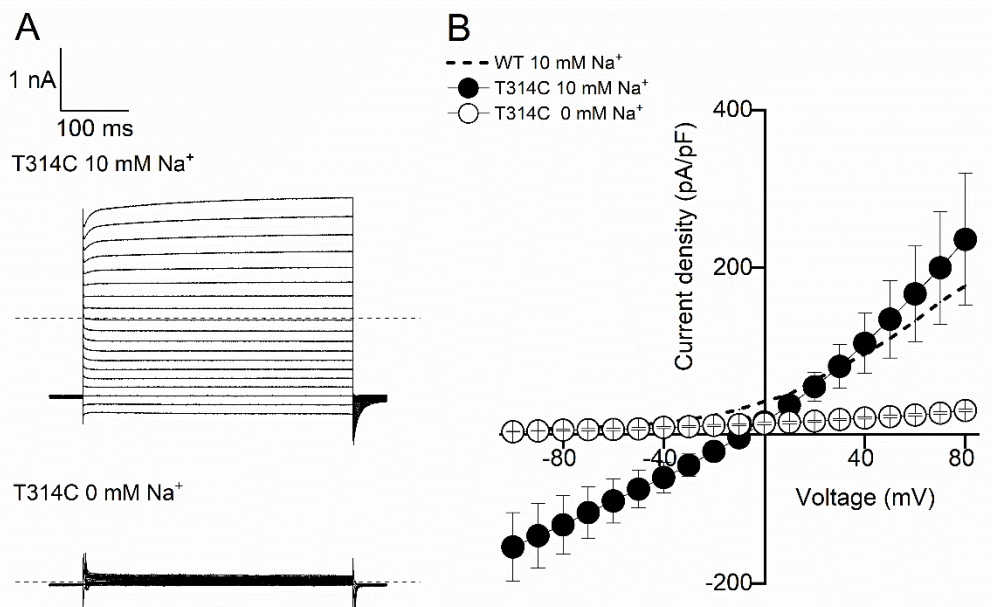 A
1 nA
100 ms
T314C 10 mM Na⁺
T314C 0 mM Na⁺
B
WT 10 mM Na⁺
T314C 10 mM Na⁺
T314C 0 mM Na⁺
400
200
-200
-80
-40
40
80
Current density (pA/pF)
Voltage (mV)